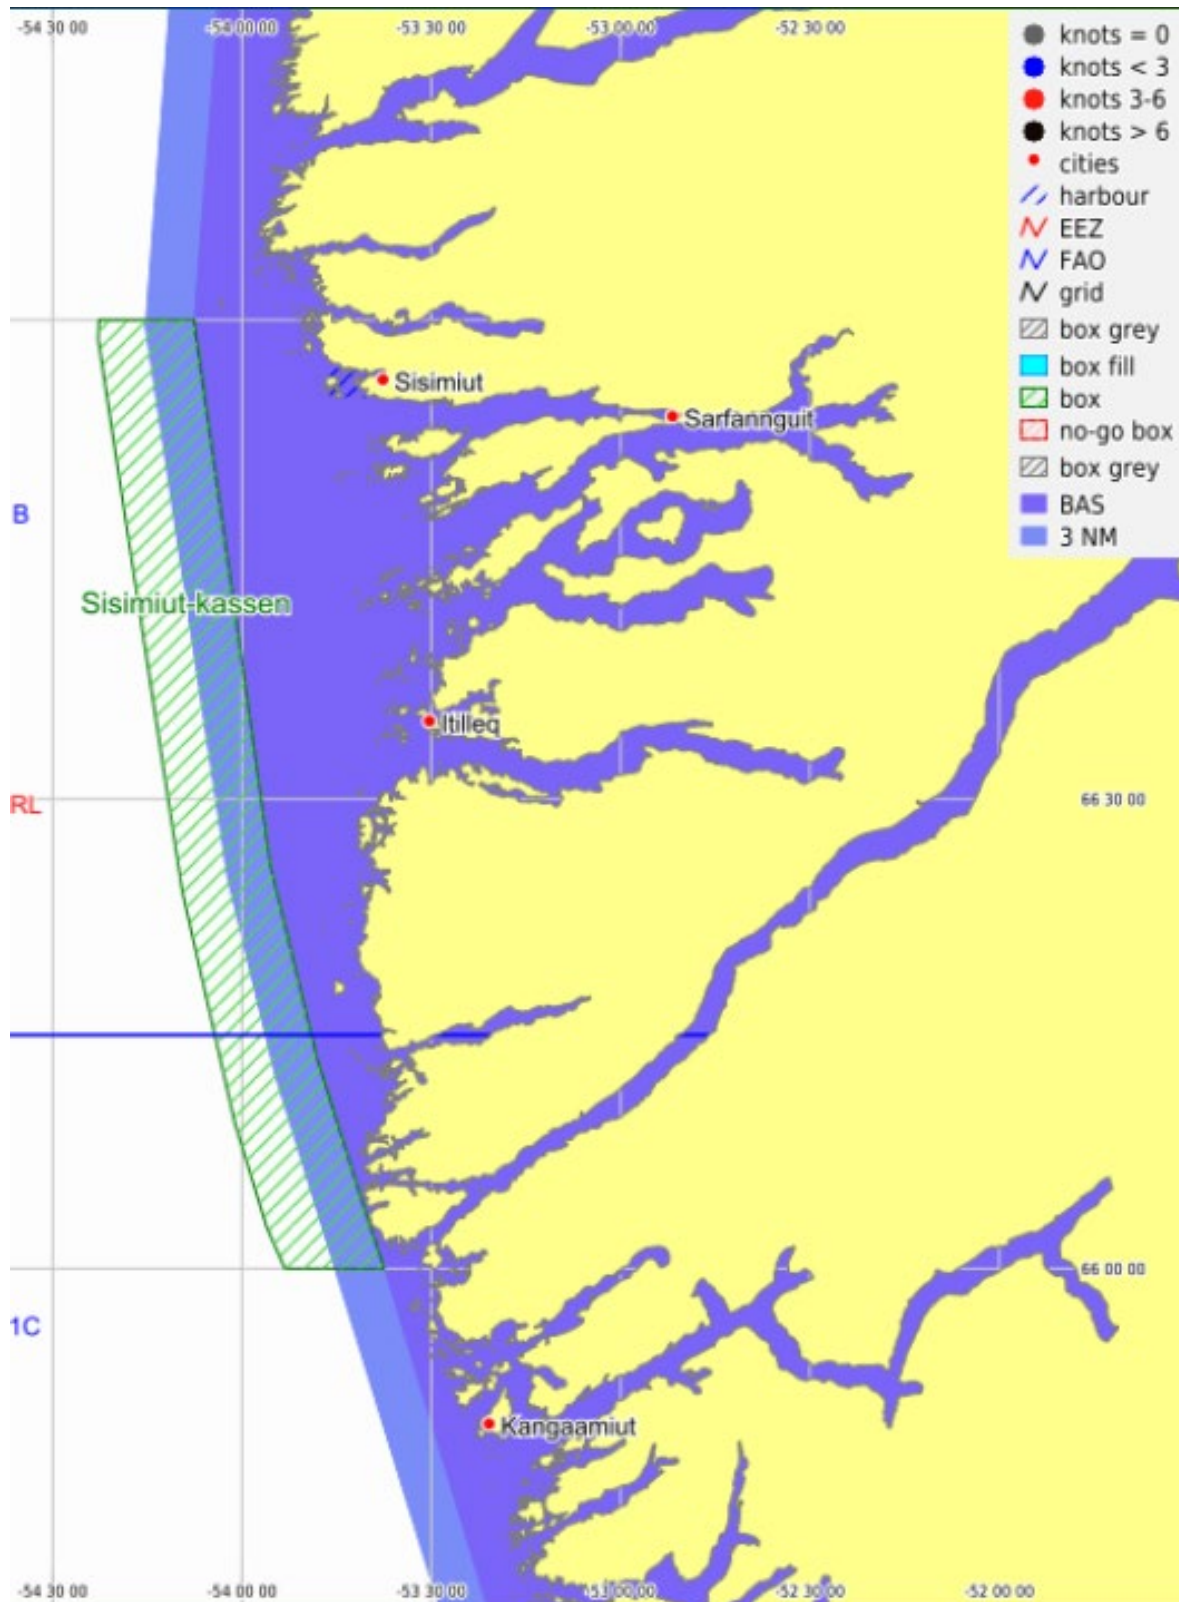 -54 30 00
-54 00 00
-53 30 00
-53 00 00
-52 30 00
knots = 0
knots < 3
knots 3-6
knots > 6
cities
harbour
EEZ
FAO
grid
box grey
box fill
box
no-go box
box grey
BAS
3 NM
Sisimiut
Sarfannguit
B
Sisimiut-kassen
Itilleq
RL
66 30 00
66 00 00
1C
Kangaamiut
-54 30 00
-54 00 00
-53 30 00
-53 00 00
-52 30 00
-52 00 00